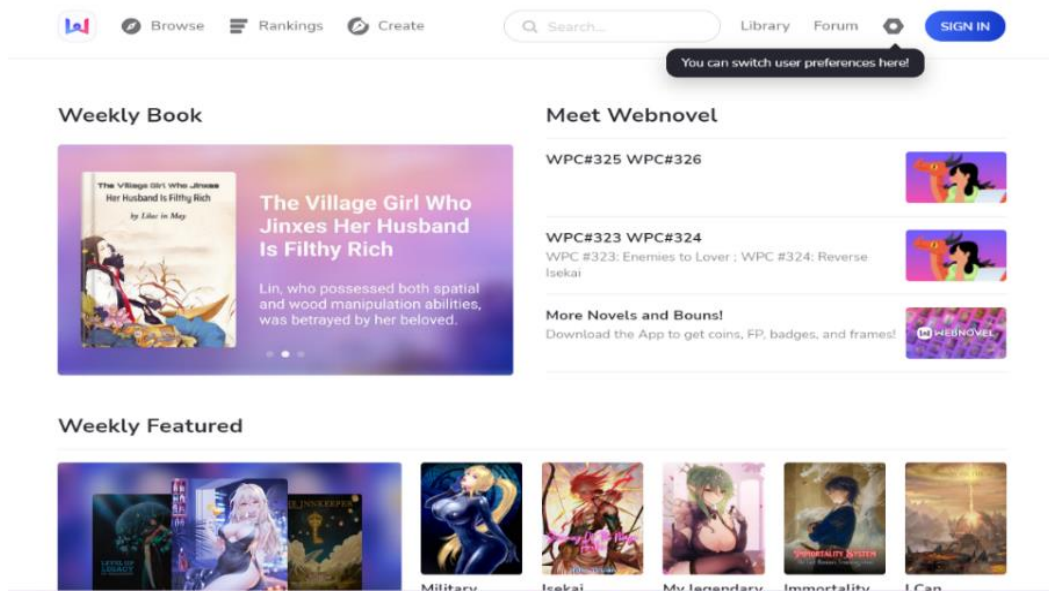 Browse
Rankings
Create
Search...
Library
Forum
SIGN IN
You can switch user preferences here!
Weekly Book
The Village Girl Who Jinxes
Her Husband Is Filthy Rich
by Lilac in May
The Village Girl Who
Jinxes Her Husband
Is Filthy Rich
Lin, who possessed both spatial
and wood manipulation abilities,
was betrayed by her beloved.
Meet Webnovel
WPC#325 WPC#326
WPC#323 WPC#324
WPC #323: Enemies to Lover ; WPC #324: Reverse
Isekai
More Novels and Bouns!
Download the App to get coins, FP, badges, and frames!
WEBNOVEL
Weekly Featured
LEVEL UP
LEGACY
INNKEEPER
IMMORTALITY SYSTEM
Military
Isekai
My legendary
Immortality
I Can